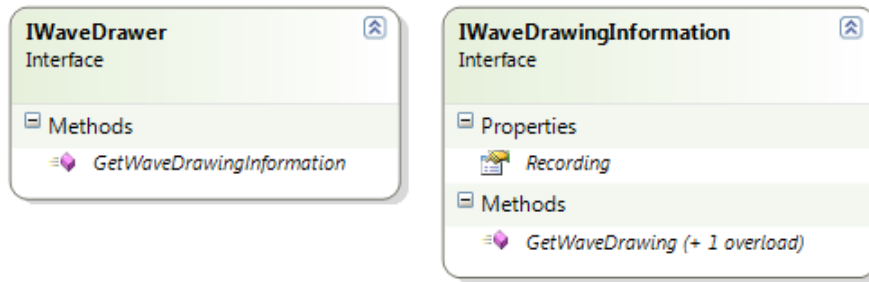 IWaveDrawer
Interface
Methods
GetWaveDrawingInformation
IWaveDrawingInformation
Interface
Properties
Recording
Methods
GetWaveDrawing (+ 1 overload)